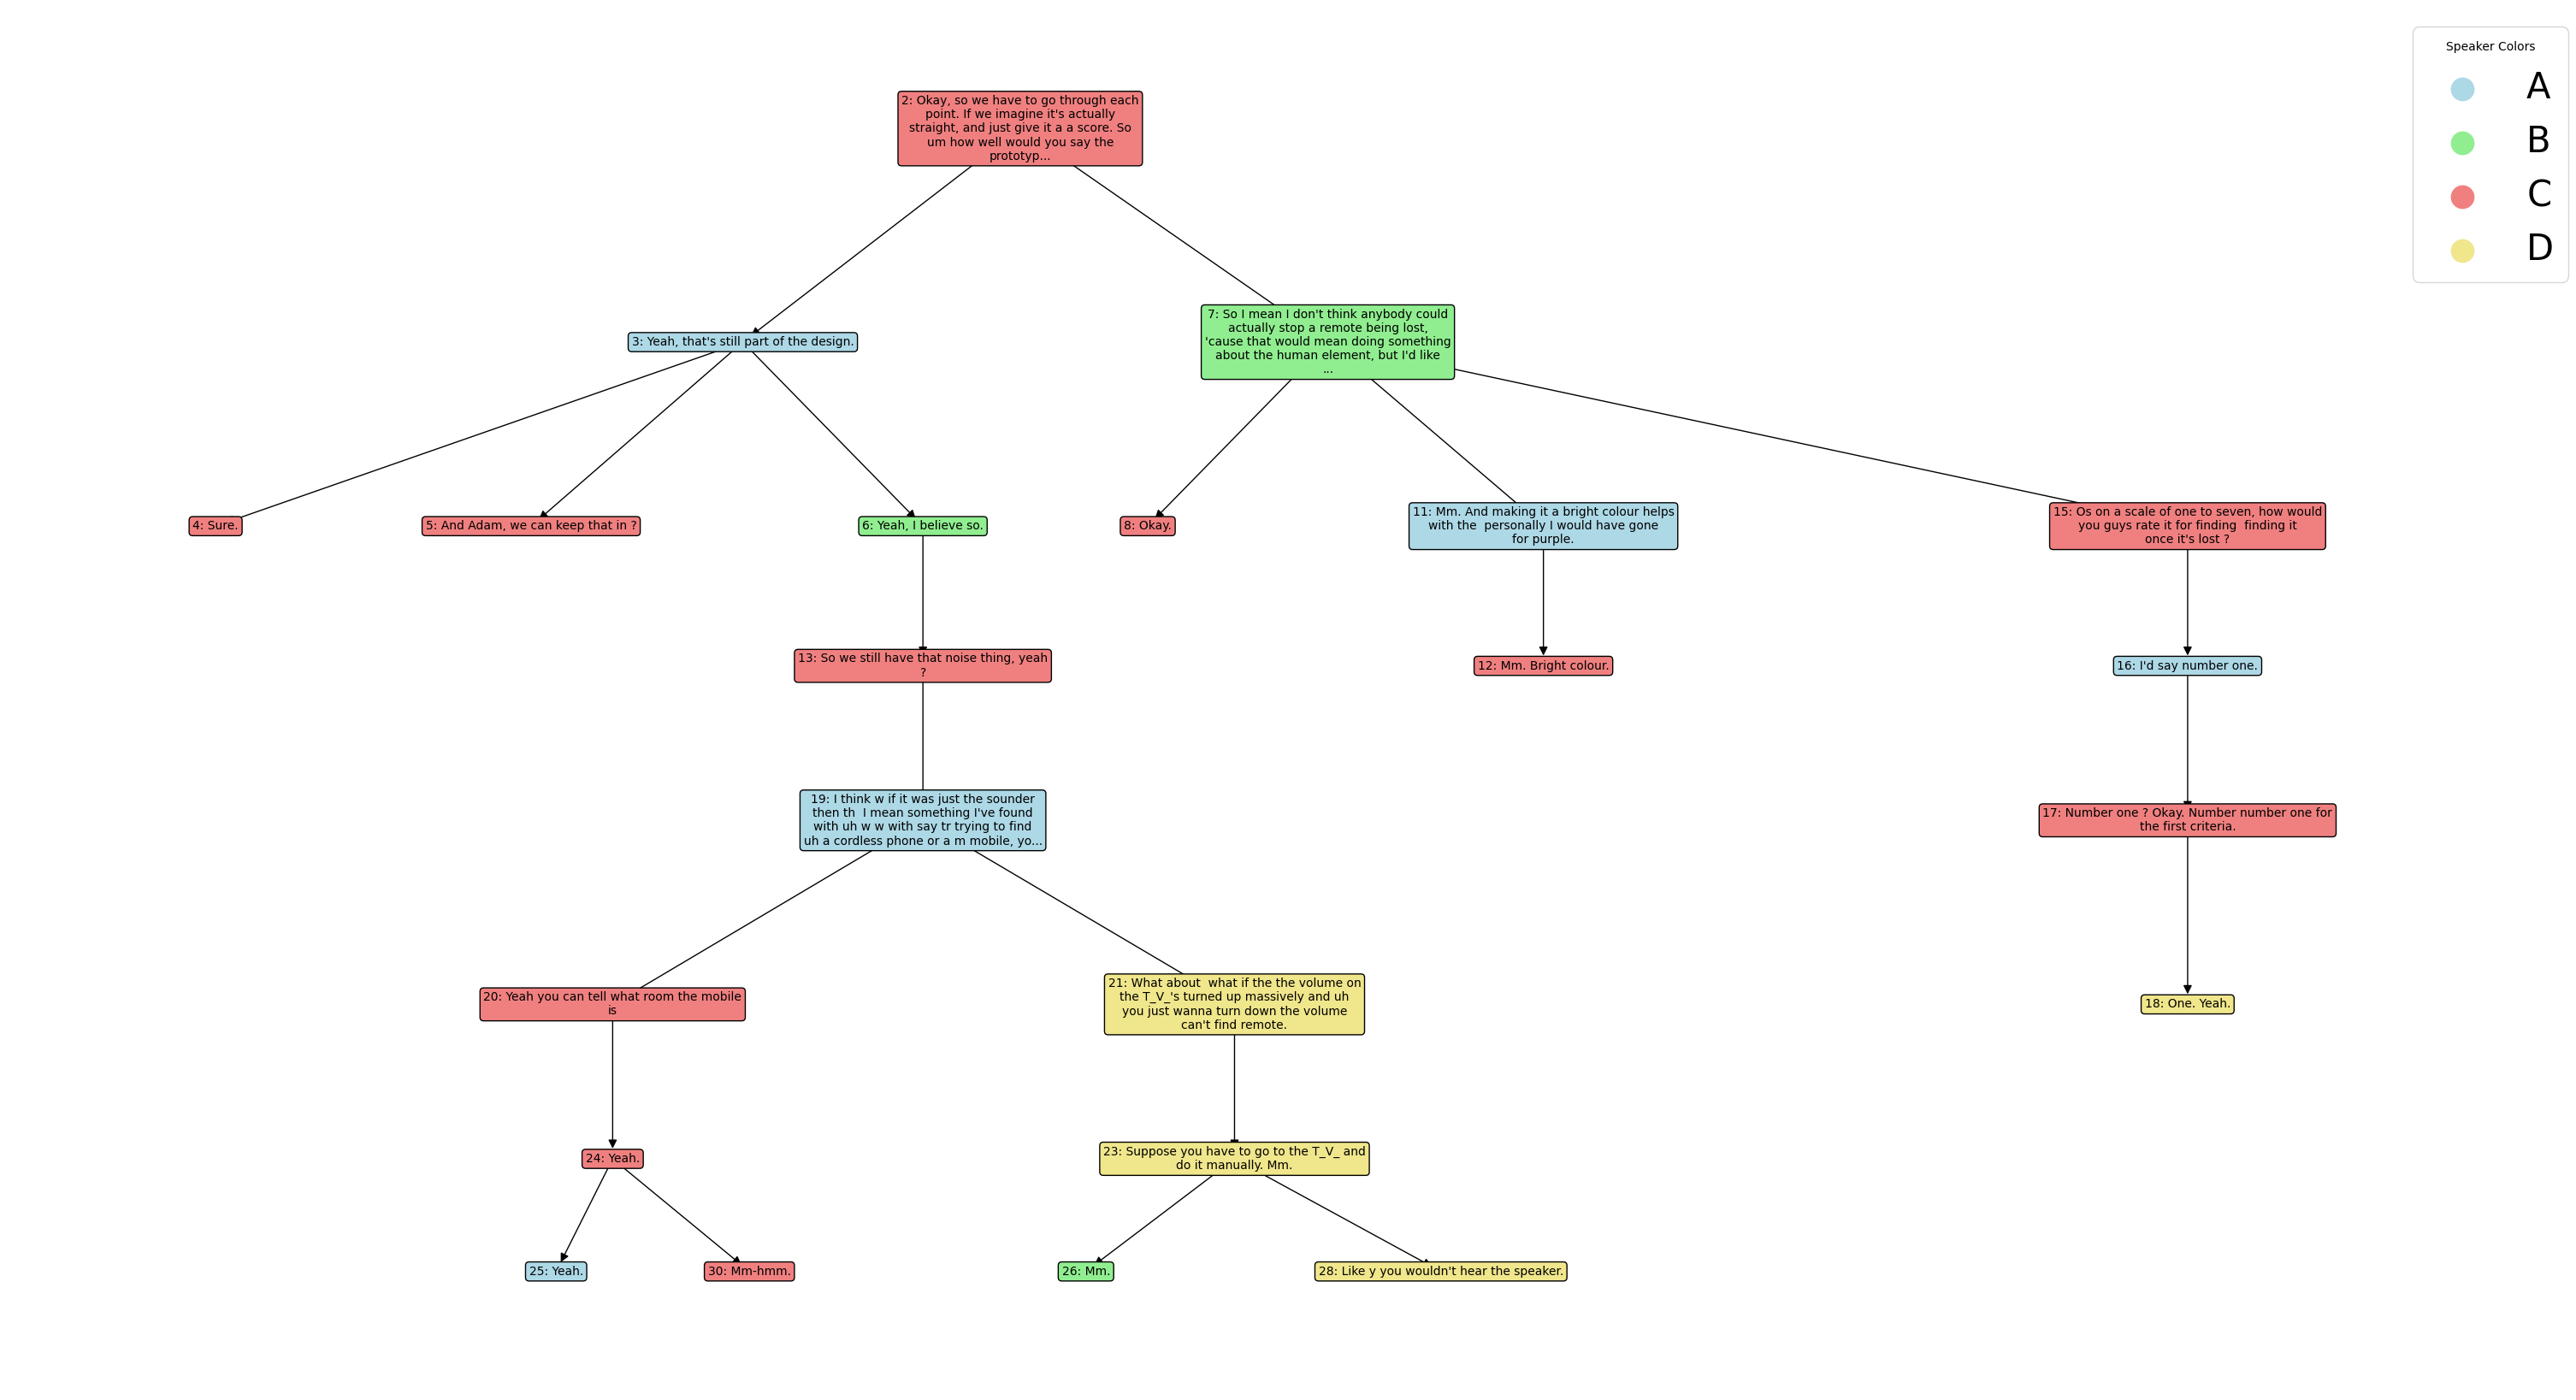 Speaker Colors
A
B
C
D
2: Okay, so we have to go through each
point. If we imagine it's actually
straight, and just give it a a score. So
um how well would you say the
prototyp...
3: Yeah, that's still part of the design.
7: So I mean I don't think anybody could
actually stop a remote being lost,
'cause that would mean doing something
about the human element, but I'd like
...
4: Sure.
5: And Adam, we can keep that in ?
6: Yeah, I believe so.
8: Okay.
11: Mm. And making it a bright colour helps
with the  personally I would have gone
for purple.
15: Os on a scale of one to seven, how would
you guys rate it for finding  finding it
once it's lost ?
13: So we still have that noise thing, yeah
?
12: Mm. Bright colour.
16: I'd say number one.
19: I think w if it was just the sounder
then th  I mean something I've found
with uh w w with say tr trying to find
uh a cordless phone or a m mobile, yo...
17: Number one ? Okay. Number number one for
the first criteria.
20: Yeah you can tell what room the mobile
is
21: What about  what if the the volume on
the T_V_'s turned up massively and uh
you just wanna turn down the volume
can't find remote.
18: One. Yeah.
24: Yeah.
23: Suppose you have to go to the T_V_ and
do it manually. Mm.
25: Yeah.
30: Mm-hmm.
26: Mm.
28: Like y you wouldn't hear the speaker.